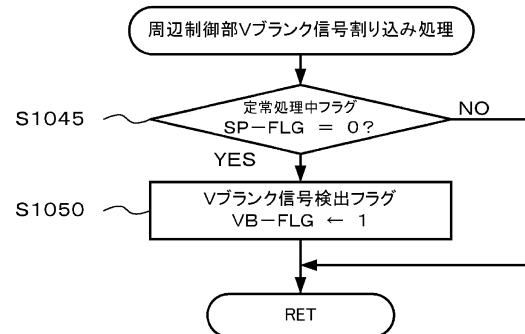 周辺制御部Vブランク信号割り込み処理
S1045
定常処理中フラグ
SP-FLG = 0?
NO
YES
S1050
Vブランク信号検出フラグ
VB-FLG ← 1
RET